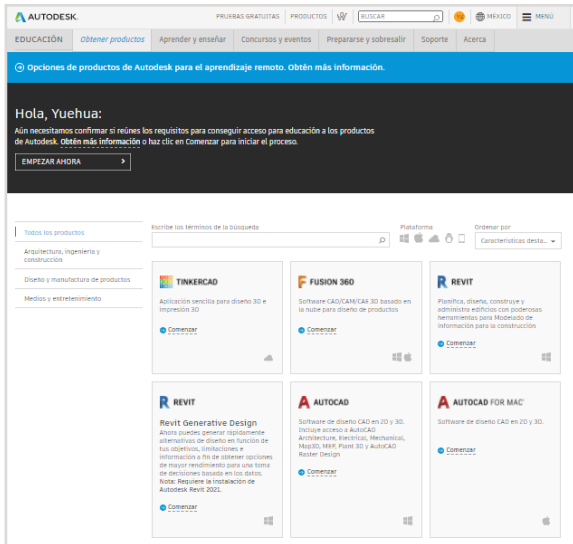 AUTODESK.
PRUEBAS GRATUITAS PRODUCTOS BUSCAR MÉXICO MENÚ
EDUCACIÓN Obtener productos Aprender y enseñar Concursos y eventos Prepararse y sobresalir Soporte Acerca
Opciones de productos de Autodesk para el aprendizaje remoto. Obtén más información.
Hola, Yuehua:
Aún necesitamos confirmar si reúnes los requisitos para conseguir acceso para educación a los productos
de Autodesk. Obtén más información o haz clic en Comenzar para iniciar el proceso.
EMPEZAR AHORA
Todos los productos
Arquitectura, ingeniería y
construcción
Diseño y manufactura de productos
Medios y entretenimiento
Escribe los términos de la búsqueda
Plataforma
Ordenar por
Características desta...
TINKERCAD
Aplicación sencilla para diseño 3D e
impresión 3D
Comenzar
FUSION 360
Software CAD/CAM/CAE 3D basado en
la nube para diseño de productos
Comenzar
REVIT
Planifica, diseña, construye y
administra edificios con poderosas
herramientas para Modelado de
información para la construcción
Comenzar
REVIT
Revit Generative Design
Ahora puedes generar rápidamente
alternativas de diseño en función de
tus objetivos, limitaciones e
información a fin de obtener opciones
de mayor rendimiento para una toma
de decisiones basada en los datos.
Nota: Requiere la instalación de
Autodesk Revit 2021.
Comenzar
AUTOCAD
Software de diseño CAD en 2D y 3D.
Incluye acceso a AutoCAD
Architecture, Electrical, Mechanical,
Map3D, MEP, Plant 3D y AutoCAD
Raster Design
Comenzar
AUTOCAD FOR MAC
Software de diseño CAD en 2D y 3D.
Comenzar